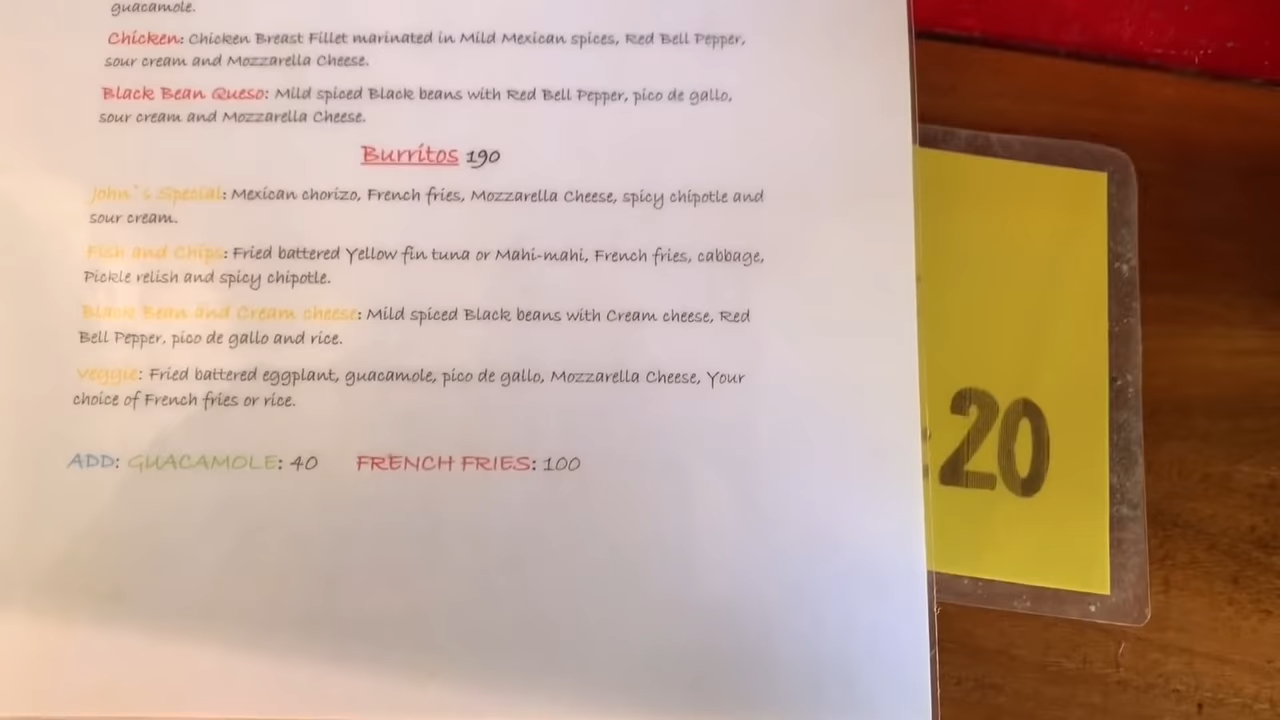 guacamole.
Chicken: Chicken Breast Fillet marinated in Mild Mexican spices, Red Bell Pepper,
sour cream and Mozzarella Cheese.
Black Bean Queso: Mild spiced Black beans with Red Bell Pepper, pico de gallo,
sour cream and Mozzarella Cheese.
Burritos 190
John`s Special: Mexican chorizo, French fries, Mozzarella Cheese, spicy chipotle and
sour cream.
Fish and Chips: Fried battered Yellow fin tuna or Mahi-mahi, French fries, cabbage,
Pickle relish and spicy chipotle.
Black Bean and Cream cheese: Mild spiced Black beans with Cream cheese, Red
Bell Pepper, pico de gallo and rice.
Veggie: Fried battered eggplant, guacamole, pico de gallo, Mozzarella Cheese, Your
choice of French fries or rice.
ADD: GUACAMOLE: 40 FRENCH FRIES: 100
20